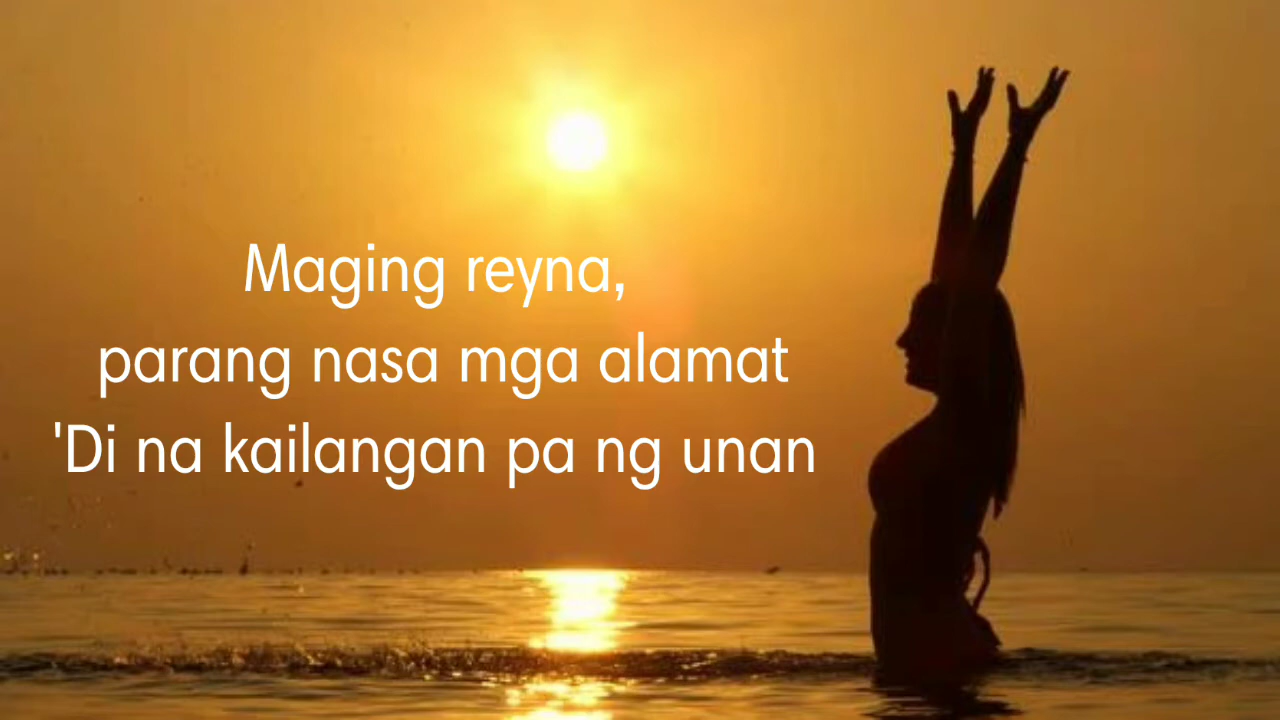 Maging reyna,
parang nasa mga alamat
'Di na kailangan pa ng unan